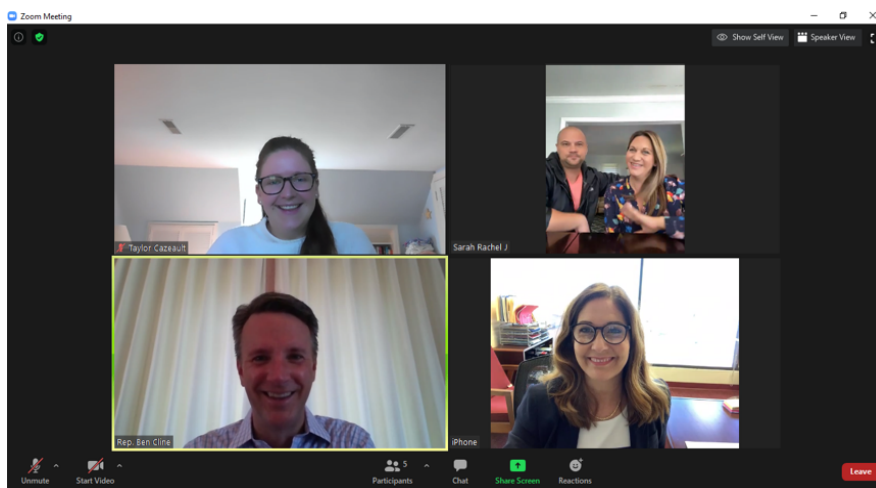 Zoom Meeting
Show Self View
Speaker View
Taylor Cazeault
Sarah Rachel J
Rep. Ben Cline
iPhone
Unmute
Start Video
5
Participants
Chat
Share Screen
Reactions
Leave